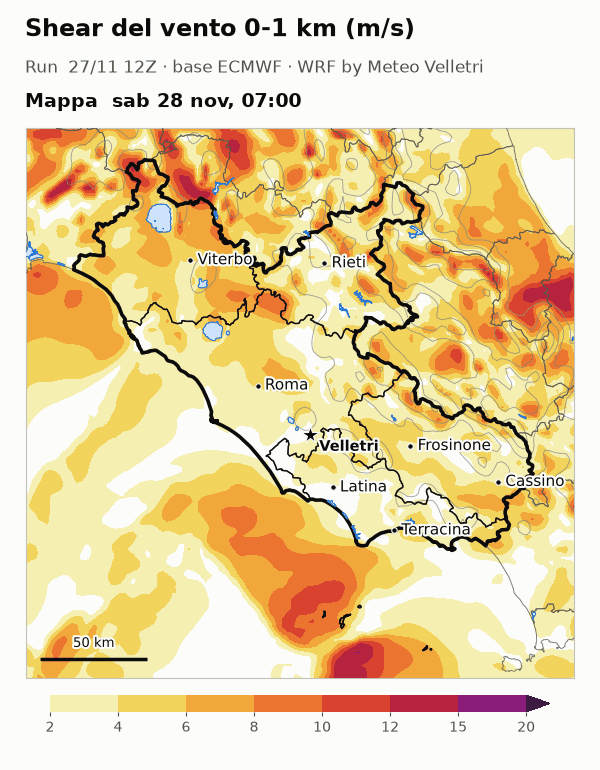 Shear del vento 0-1 km (m/s)
Run  27/11 12Z · base ECMWF · WRF by Meteo Velletri
Mappa  sab 28 nov, 07:00
Viterbo
Rieti
Roma
Velletri
Frosinone
Cassino
Latina
Terracina
50 km
2 4 6 8 10 12 15 20